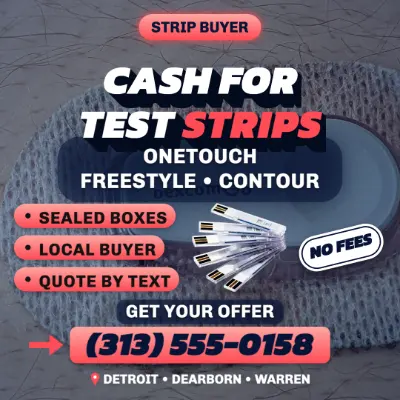 STRIP BUYER
CASH FOR
TEST STRIPS
ONETOUCH
FREESTYLE • CONTOUR
• SEALED BOXES
• LOCAL BUYER
• QUOTE BY TEXT
NO FEES
GET YOUR OFFER
(313) 555-0158
DETROIT • DEARBORN • WARREN